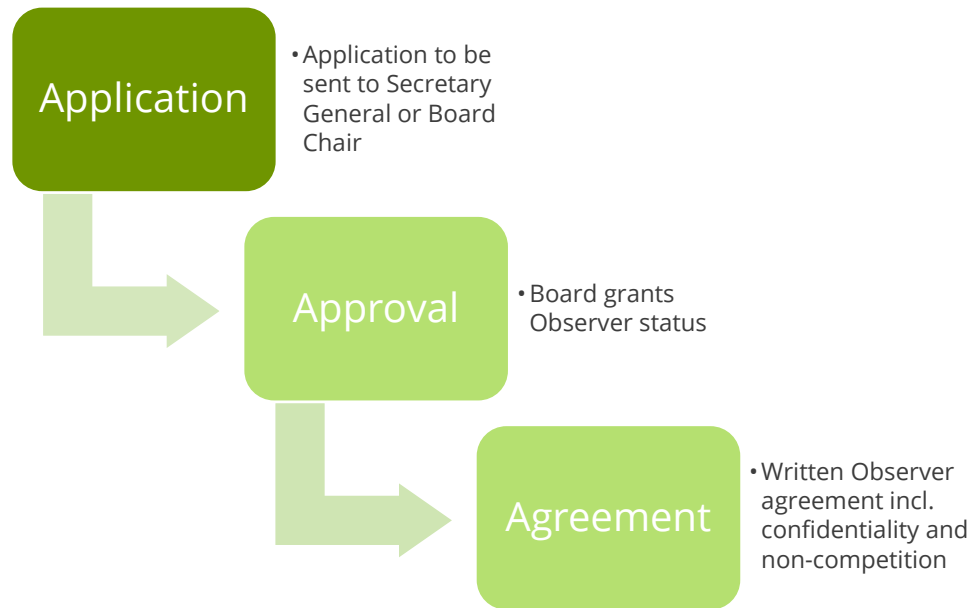 Application
• Application to be
sent to Secretary
General or Board
Chair
Approval
• Board grants
Observer status
Agreement
• Written Observer
agreement incl.
confidentiality and
non-competition